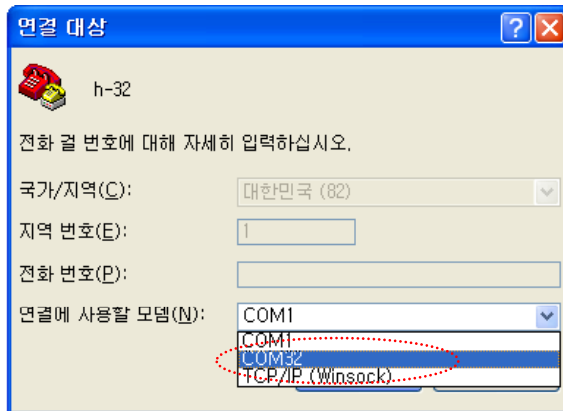 연결 대상
h-32
전화 걸 번호에 대해 자세히 입력하십시오.
국가/지역(C): 대한민국 (82)
지역 번호(E): 1
전화 번호(P):
연결에 사용할 모뎀(N): COM1
COM1
COM32
TCP/IP (Winsock)